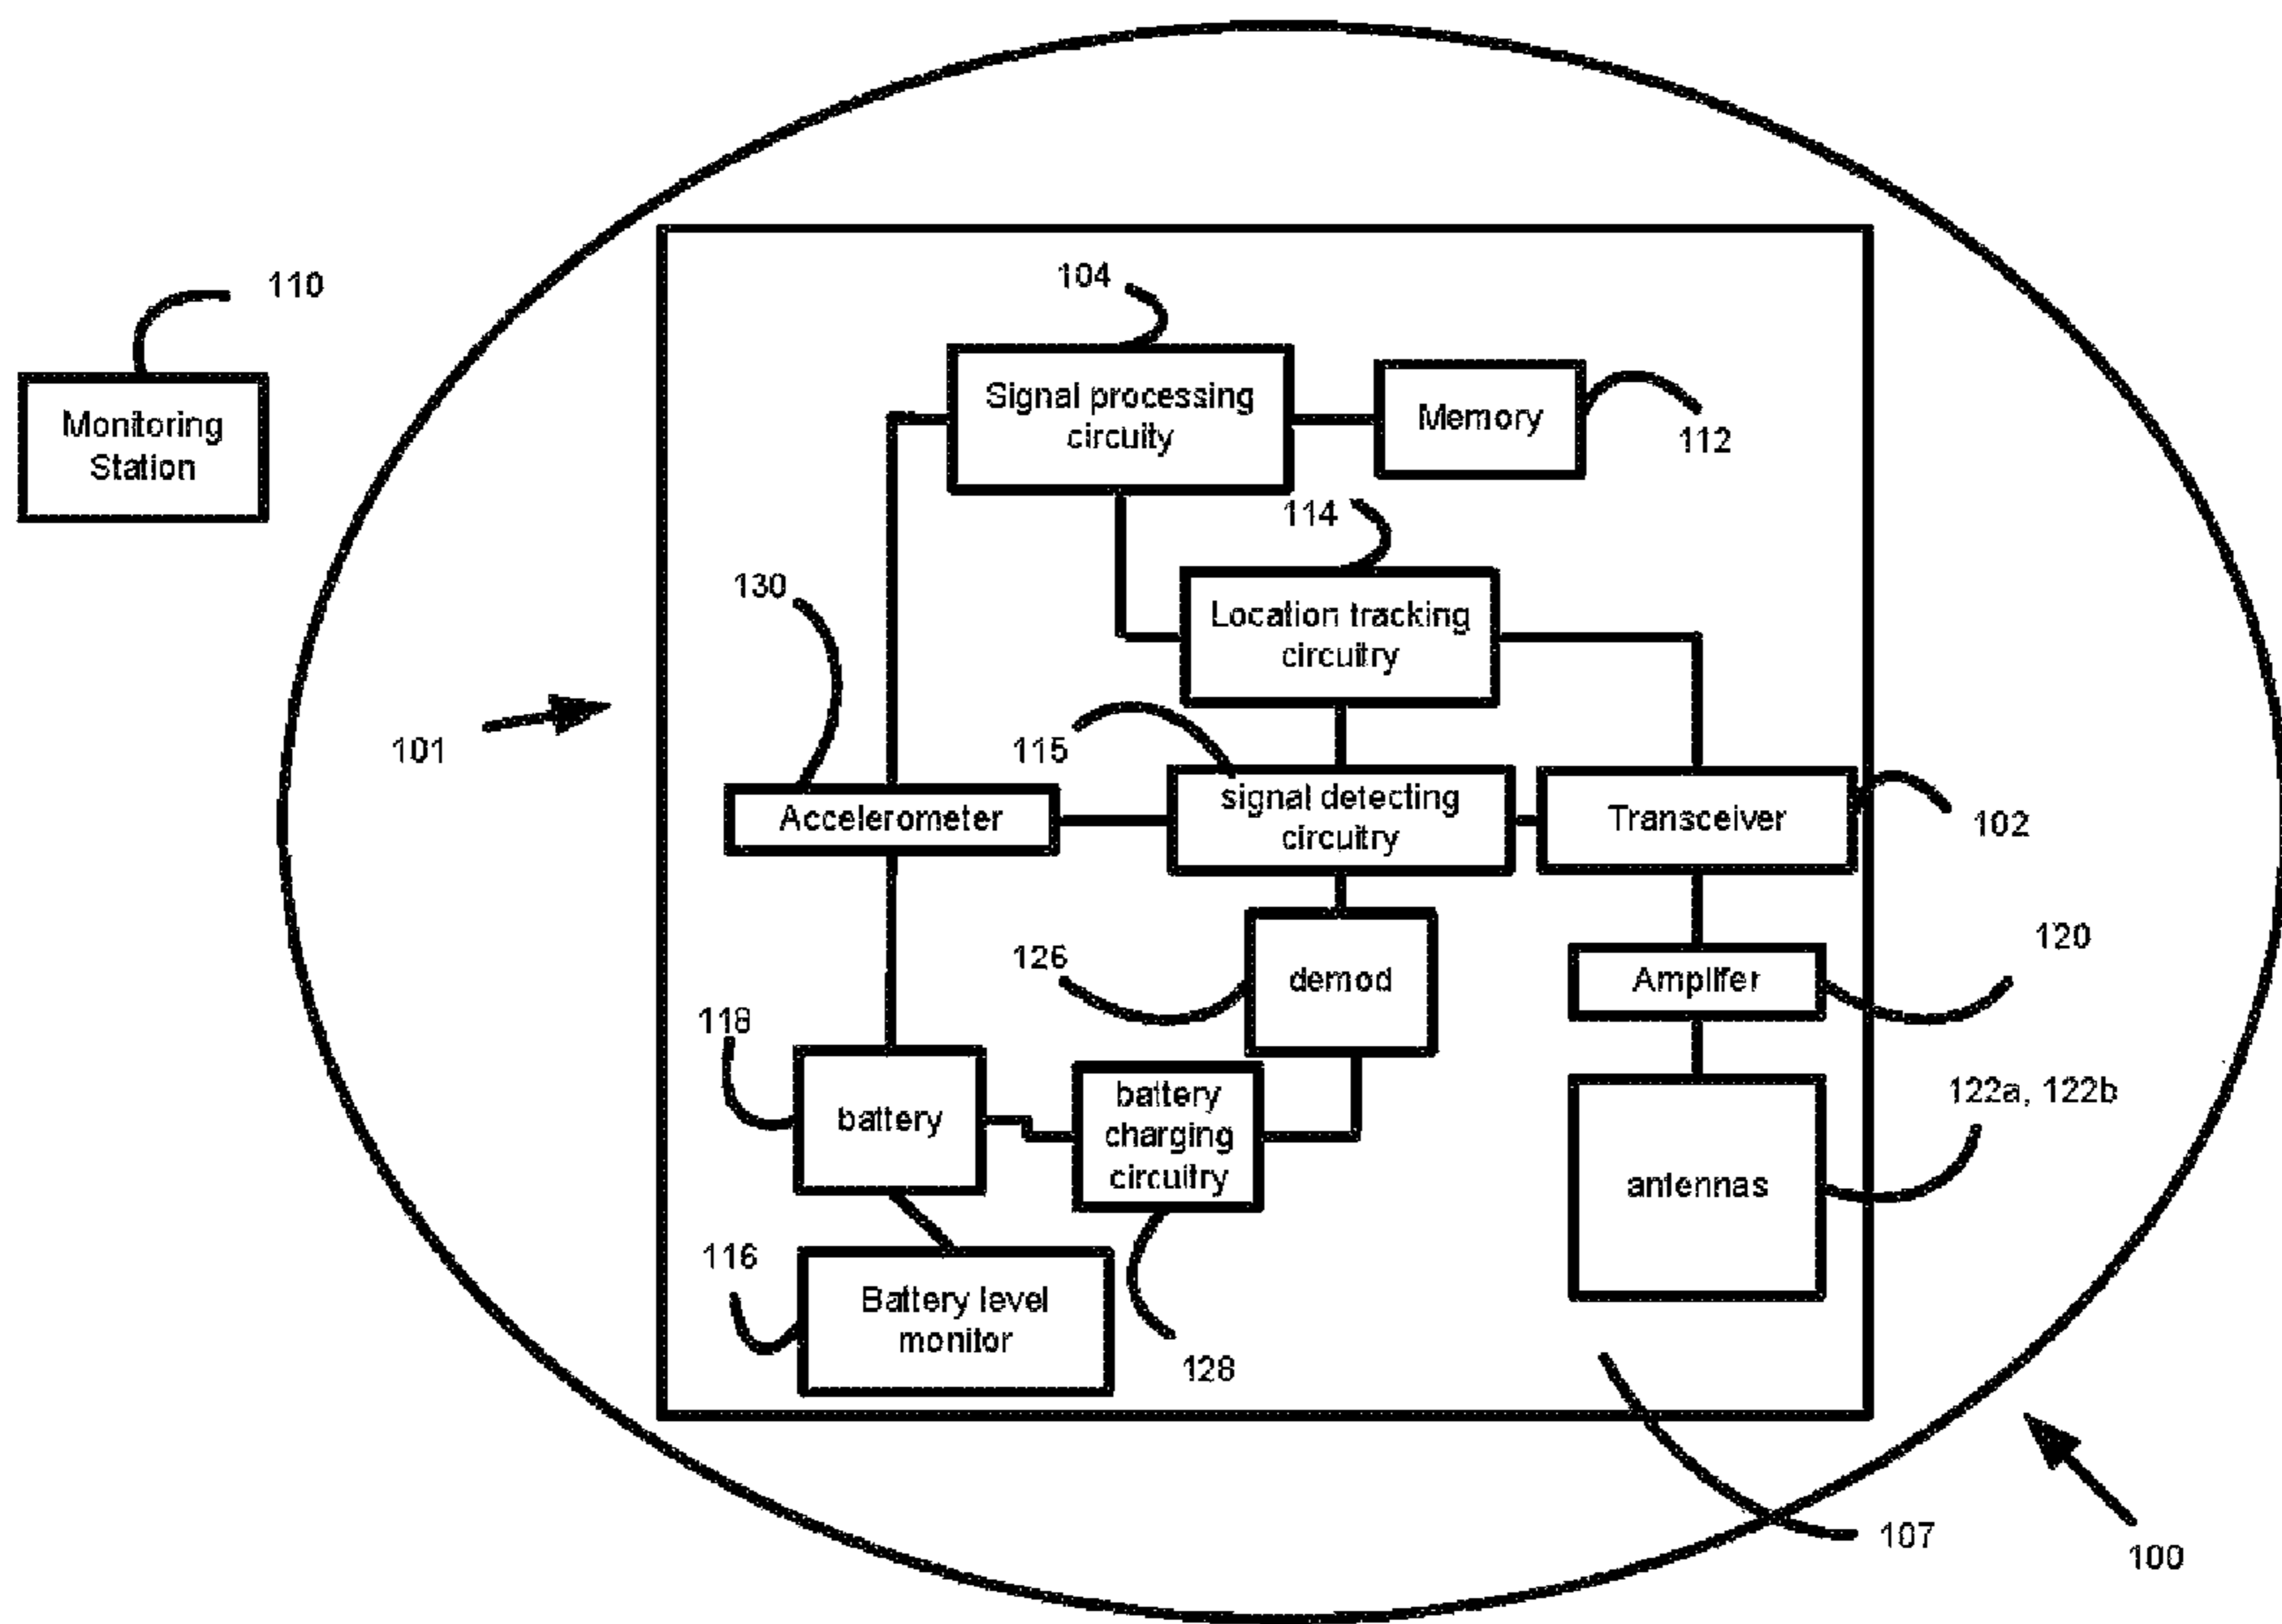 110
Monitoring
Station
104
Signal processing
circuity
Memory
112
114
Location tracking
circuitry
130
101
115
Accelerometer
signal detecting
circuitry
Transceiver
102
126
demod
Amplifer
120
118
battery
battery
charging
circuitry
antennas
122a, 122b
116
Battery level
monitor
128
107
100